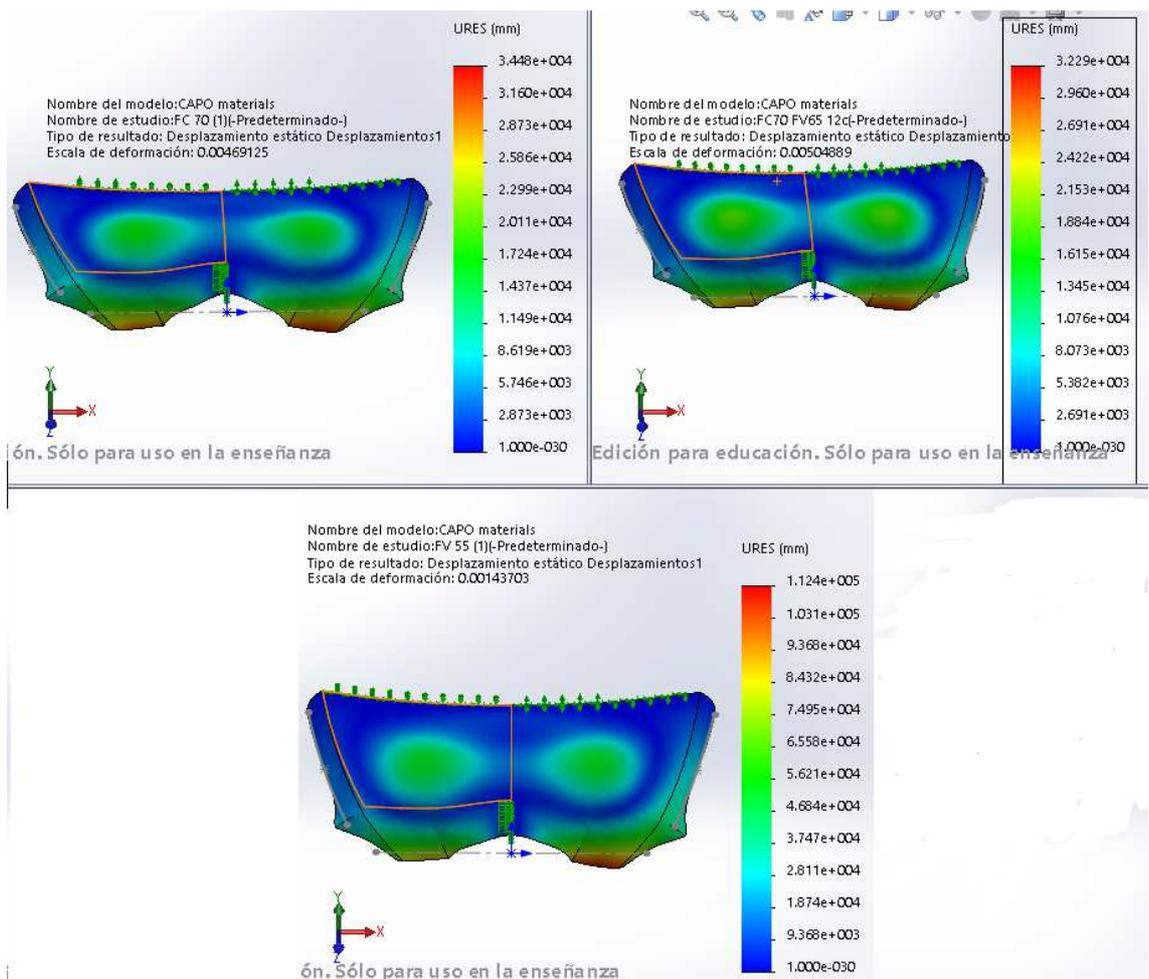 URES (mm)
3.448e+004
3.160e+004
2.873e+004
2.586e+004
2.299e+004
2.011e+004
1.724e+004
1.437e+004
1.149e+004
8.619e+003
5.746e+003
2.873e+003
1.000e-030
Nombre del modelo:CAPO materials
Nombre de estudio:FC 70 (1)(-Predeterminado-)
Tipo de resultado: Desplazamiento estático Desplazamientos1
Escala de deformación: 0.00469125
Y
X
Z
ón. Sólo para uso en la enseñanza
URES (mm)
3.229e+004
2.960e+004
2.691e+004
2.422e+004
2.153e+004
1.884e+004
1.615e+004
1.345e+004
1.076e+004
8.073e+003
5.382e+003
2.691e+003
1.000e-030
Nombre del modelo:CAPO materials
Nombre de estudio:FC70 FV65 12c(-Predeterminado-)
Tipo de resultado: Desplazamiento estático Desplazamiento
Escala de deformación: 0.00504889
Y
X
Z
Edición para educación. Sólo para uso en la enseñanza
Nombre del modelo:CAPO materials
Nombre de estudio:FV 55 (1)(-Predeterminado-)
Tipo de resultado: Desplazamiento estático Desplazamientos1
Escala de deformación: 0.00143703
URES (mm)
1.124e+005
1.031e+005
9.368e+004
8.432e+004
7.495e+004
6.558e+004
5.621e+004
4.684e+004
3.747e+004
2.811e+004
1.874e+004
9.368e+003
1.000e-030
Y
X
Z
ón. Sólo para uso en la enseñanza